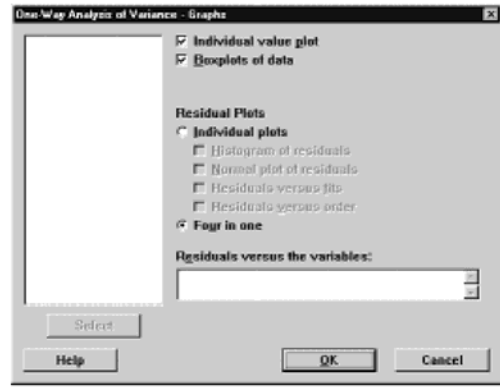 One-Way Analysis of Variance - Graphs
Individual value plot
Boxplots of data
Residual Plots
Individual plots
Histogram of residuals
Normal plot of residuals
Residuals versus fits
Residuals versus order
Four in one
Residuals versus the variables:
Select
Help
OK
Cancel